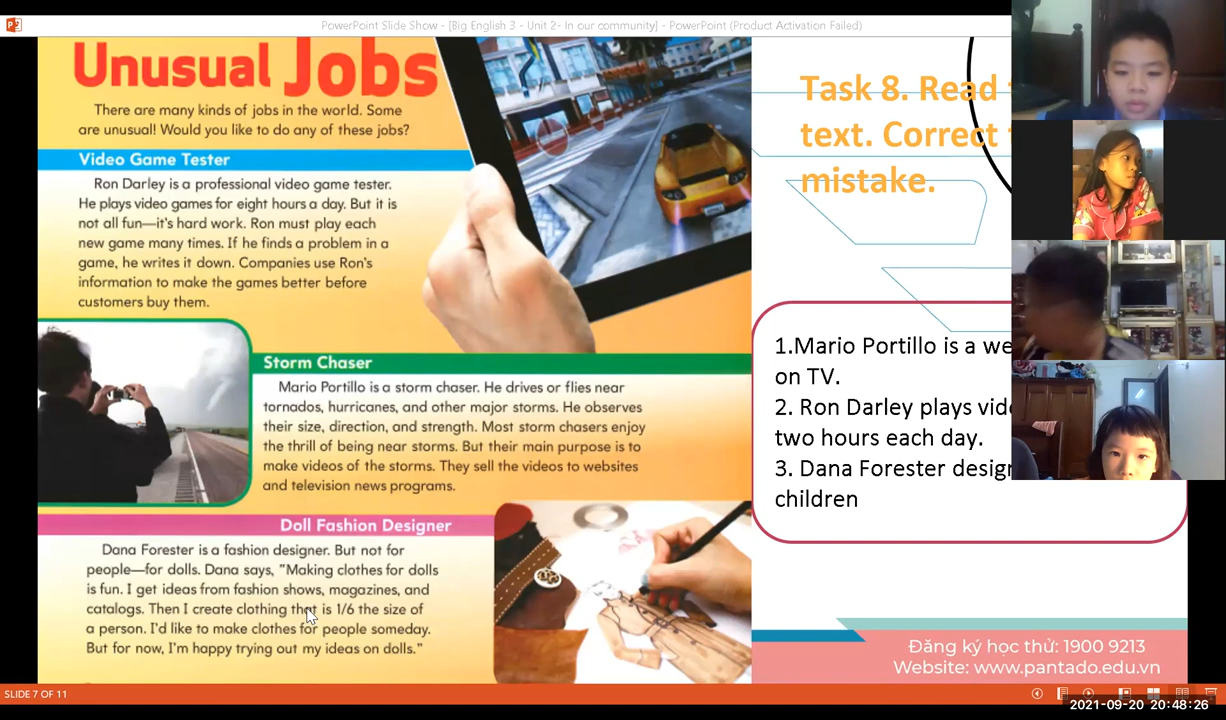 PowerPoint Slide Show - [Big English 3 - Unit 2- In our community] - PowerPoint (Product Activation Failed)
Unusual Jobs
There are many kinds of jobs in the world. Some
are unusual! Would you like to do any of these jobs?
Video Game Tester
Ron Darley is a professional video game tester.
He plays video games for eight hours a day. But it is
not all fun—it's hard work. Ron must play each
new game many times. If he finds a problem in a
game, he writes it down. Companies use Ron's
information to make the games better before
customers buy them.
Storm Chaser
Mario Portillo is a storm chaser. He drives or flies near
tornados, hurricanes, and other major storms. He observes
their size, direction, and strength. Most storm chasers enjoy
the thrill of being near storms. But their main purpose is to
make videos of the storms. They sell the videos to websites
and television news programs.
Doll Fashion Designer
Dana Forester is a fashion designer. But not for
people—for dolls. Dana says, "Making clothes for dolls
is fun. I get ideas from fashion shows, magazines, and
catalogs. Then I create clothing that is 1/6 the size of
a person. I'd like to make clothes for people someday.
But for now, I'm happy trying out my ideas on dolls."
Task 8. Read
text. Correct
mistake.
1.Mario Portillo is a we
on TV.
2. Ron Darley plays vid
two hours each day.
3. Dana Forester design
children
Đăng ký học thử: 1900 9213
Website: www.pantado.edu.vn
SLIDE 7 OF 11
2021-09-20 20:48:26